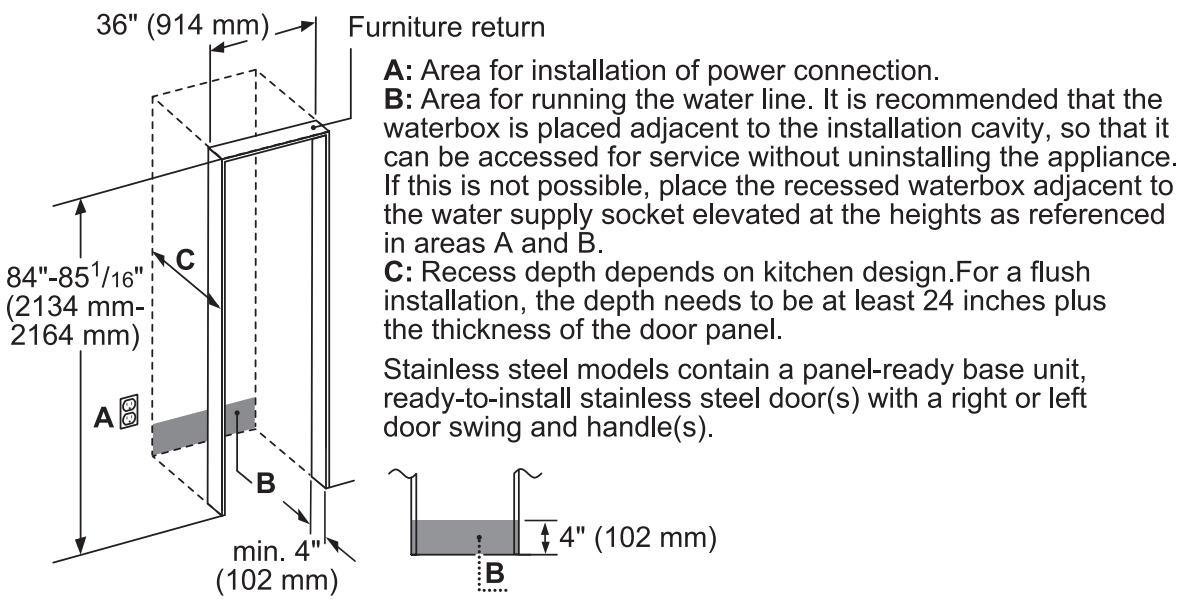 36" (914 mm)
Furniture return
A: Area for installation of power connection.
B: Area for running the water line. It is recommended that the
waterbox is placed adjacent to the installation cavity, so that it
can be accessed for service without uninstalling the appliance.
If this is not possible, place the recessed waterbox adjacent to
the water supply socket elevated at the heights as referenced
in areas A and B.
C: Recess depth depends on kitchen design.For a flush
installation, the depth needs to be at least 24 inches plus
the thickness of the door panel.
Stainless steel models contain a panel-ready base unit,
ready-to-install stainless steel door(s) with a right or left
door swing and handle(s).
C
84"-85 1/16"
(2134 mm-
2164 mm)
A
B
min. 4"
(102 mm)
4" (102 mm)
B